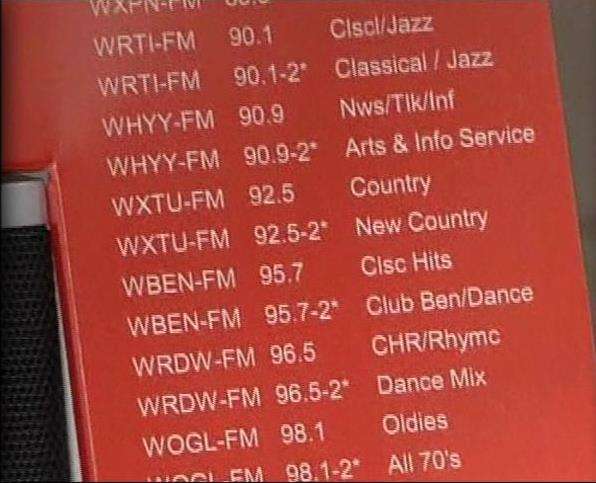 WXPN-FM
WRTI-FM 90.1 Clscl/Jazz
WRTI-FM 90.1-2* Classical / Jazz
WHYY-FM 90.9 Nws/Tlk/Inf
WHYY-FM 90.9-2* Arts & Info Service
WXTU-FM 92.5 Country
WXTU-FM 92.5-2* New Country
WBEN-FM 95.7 Clsc Hits
WBEN-FM 95.7-2* Club Ben/Dance
WRDW-FM 96.5 CHR/Rhymc
WRDW-FM 96.5-2* Dance Mix
WOGL-FM 98.1 Oldies
WOGL-FM 98.1-2* All 70's